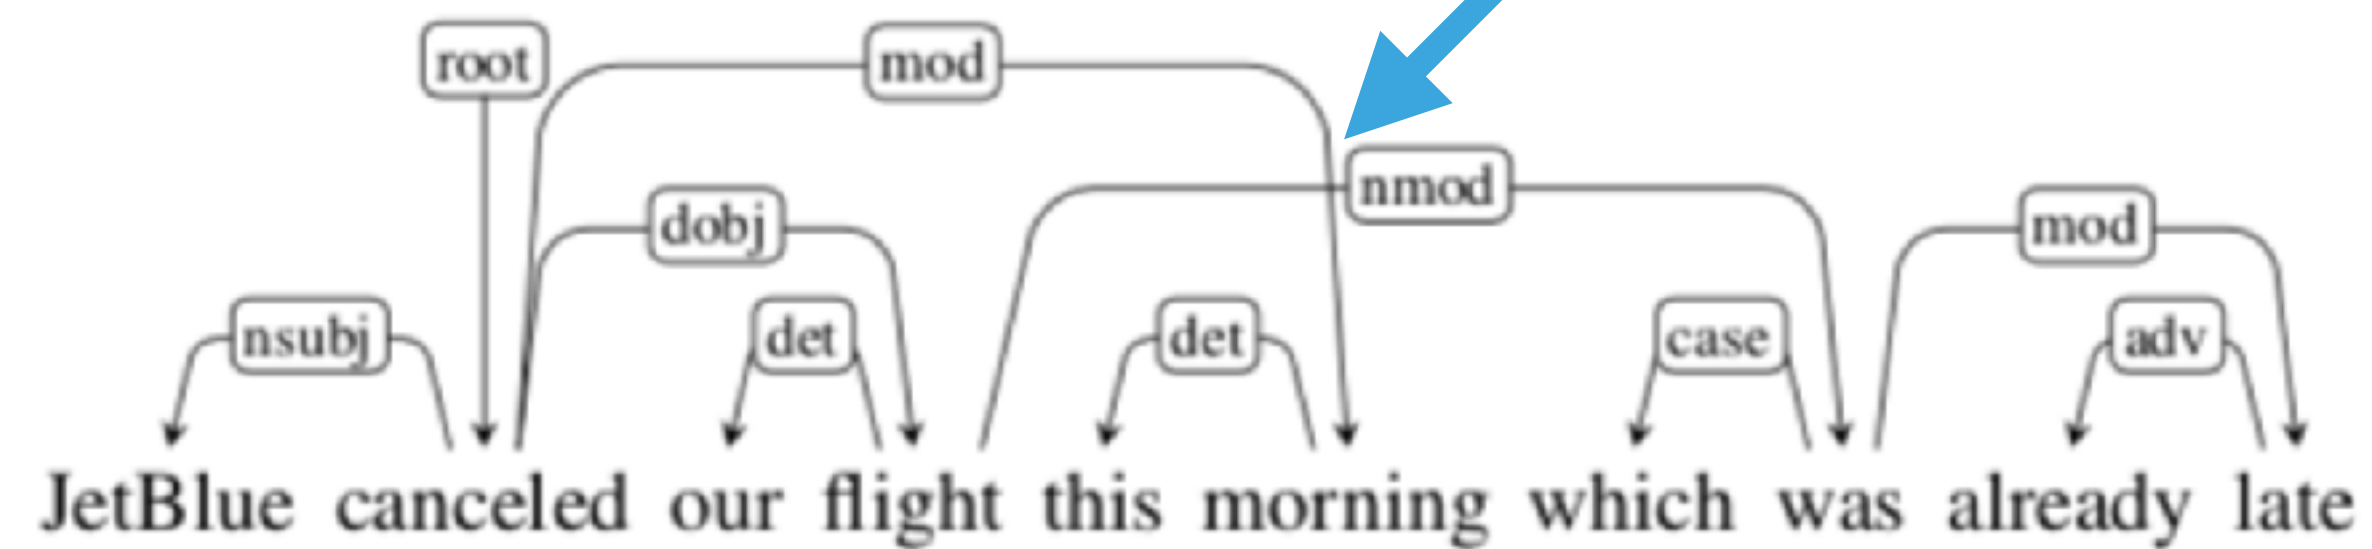 root
mod
nmod
dobj
mod
nsubj
det
det
case
adv
JetBlue canceled our flight this morning which was already late